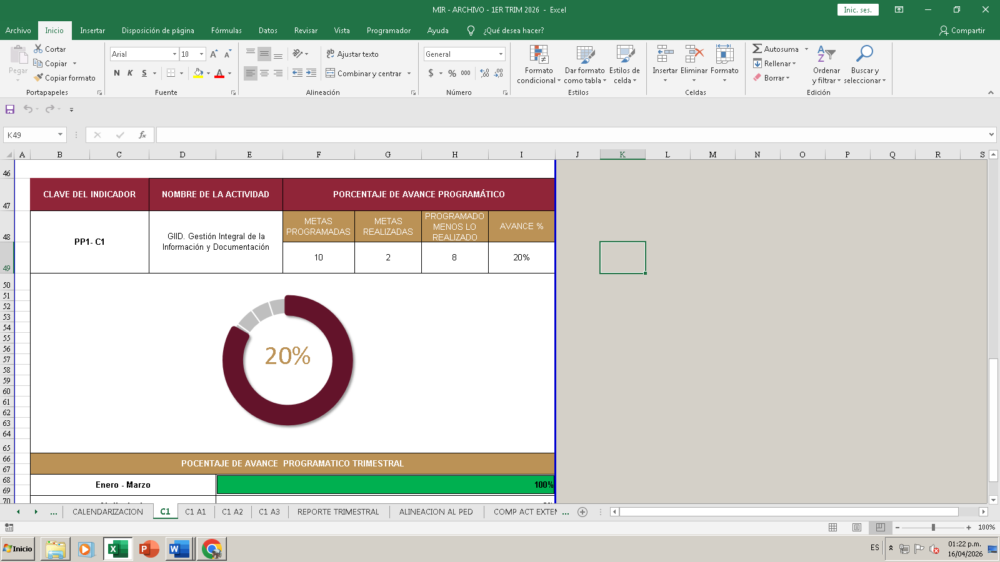 MIR - ARCHIVO - 1ER TRIM 2026 - Excel
Inic. ses.
Archivo Inicio Insertar Disposición de página Fórmulas Datos Revisar Vista Programador Ayuda ¿Qué desea hacer? Compartir
Pegar
Cortar
Copiar
Copiar formato
Portapapeles
Arial 10
N K S
Fuente
Ajustar texto
Combinar y centrar
Alineación
General
$ % 000
Número
Formato condicional
Dar formato como tabla
Estilos de celda
Estilos
Insertar Eliminar Formato
Celdas
Autosuma
Rellenar
Borrar
Ordenar y filtrar
Buscar y seleccionar
Edición
K49
fx
A B C D E F G H I J K L M N O P Q R S
46
47
48
49
50
51
52
53
54
55
56
57
58
59
60
61
62
63
64
65
66
67
68
69
70
CLAVE DEL INDICADOR NOMBRE DE LA ACTIVIDAD PORCENTAJE DE AVANCE PROGRAMÁTICO
METAS PROGRAMADAS
METAS REALIZADAS
PROGRAMADO MENOS LO REALIZADO
AVANCE %
PP1- C1
GIID. Gestión Integral de la
Información y Documentación
10 2 8 20%
20%
POCENTAJE DE AVANCE PROGRAMATICO TRIMESTRAL
Enero - Marzo 100%
... CALENDARIZACION C1 C1 A1 C1 A2 C1 A3 REPORTE TRIMESTRAL ALINEACION AL PED COMP ACT EXTEN ...
100%
Inicio
ES
01:22 p.m.
16/04/2026